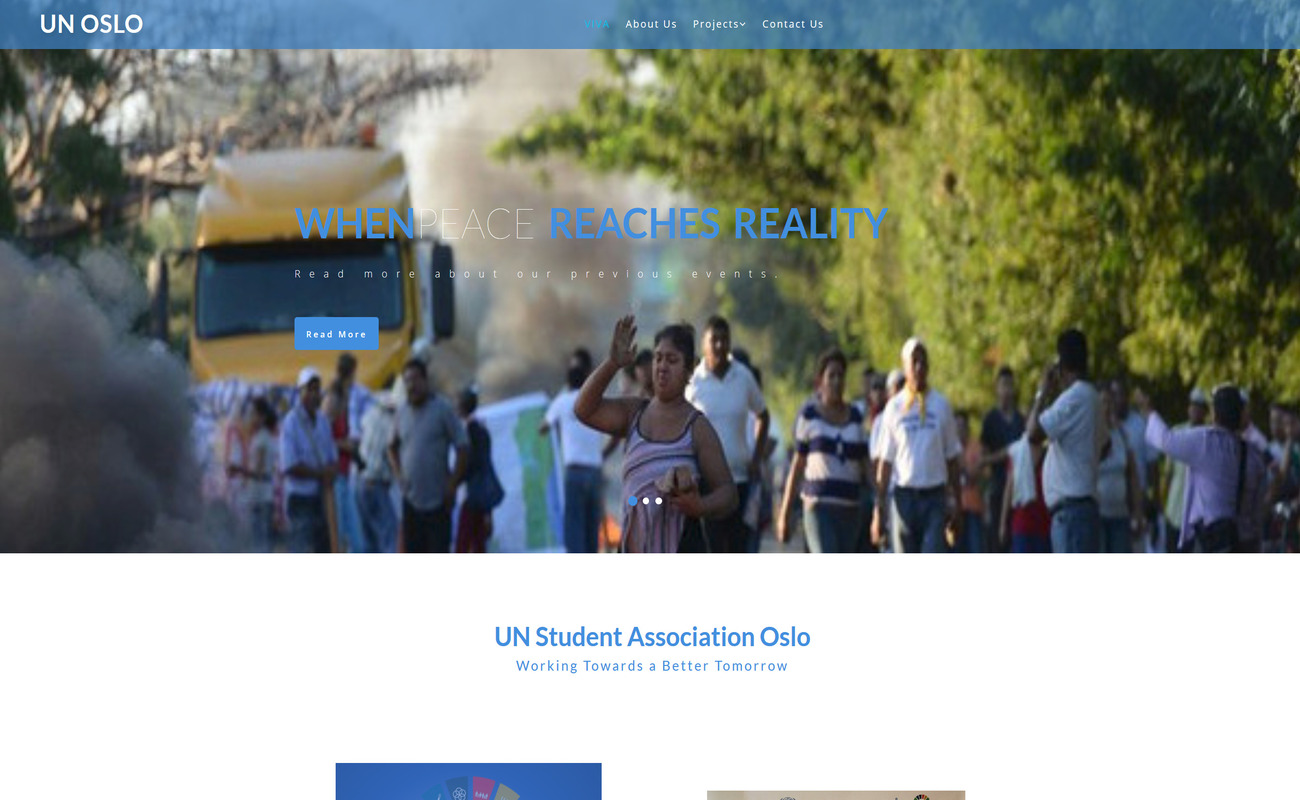 UN OSLO
VIVA About Us Projects Contact Us
WHENPEACE REACHES REALITY
Read more about our previous events.
Read More
UN Student Association Oslo
Working Towards a Better Tomorrow